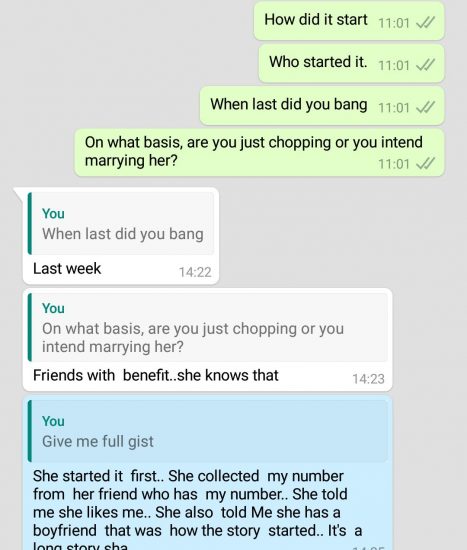 How did it start 11:01
Who started it. 11:01
When last did you bang 11:01
On what basis, are you just chopping or you intend
marrying her?
11:01
You
When last did you bang
Last week 14:22
You
On what basis, are you just chopping or you
intend marrying her?
Friends with benefit..she knows that 14:23
You
Give me full gist
She started it first.. She collected my number
from her friend who has my number.. She told
me she likes me.. She also told Me she has a
boyfriend that was how the story started.. It's a
long story sha